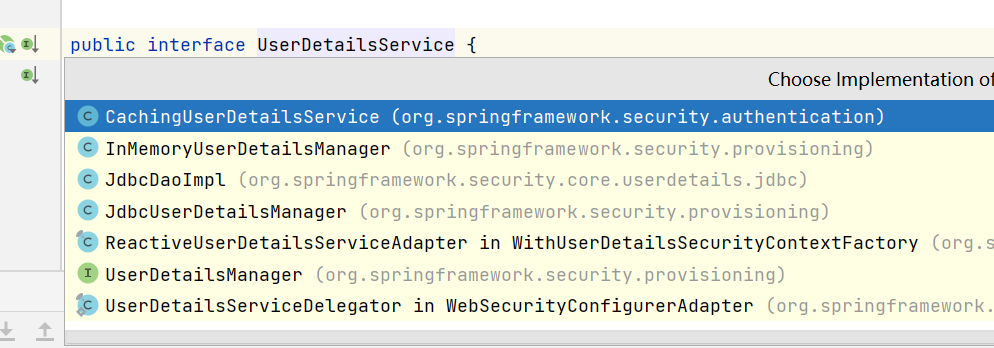 public interface UserDetailsService {
Choose Implementation of
C CachingUserDetailsService (org.springframework.security.authentication)
C InMemoryUserDetailsManager (org.springframework.security.provisioning)
C JdbcDaoImpl (org.springframework.security.core.userdetails.jdbc)
C JdbcUserDetailsManager (org.springframework.security.provisioning)
C ReactiveUserDetailsServiceAdapter in WithUserDetailsSecurityContextFactory (org.s
I UserDetailsManager (org.springframework.security.provisioning)
C UserDetailsServiceDelegator in WebSecurityConfigurerAdapter (org.springframework.